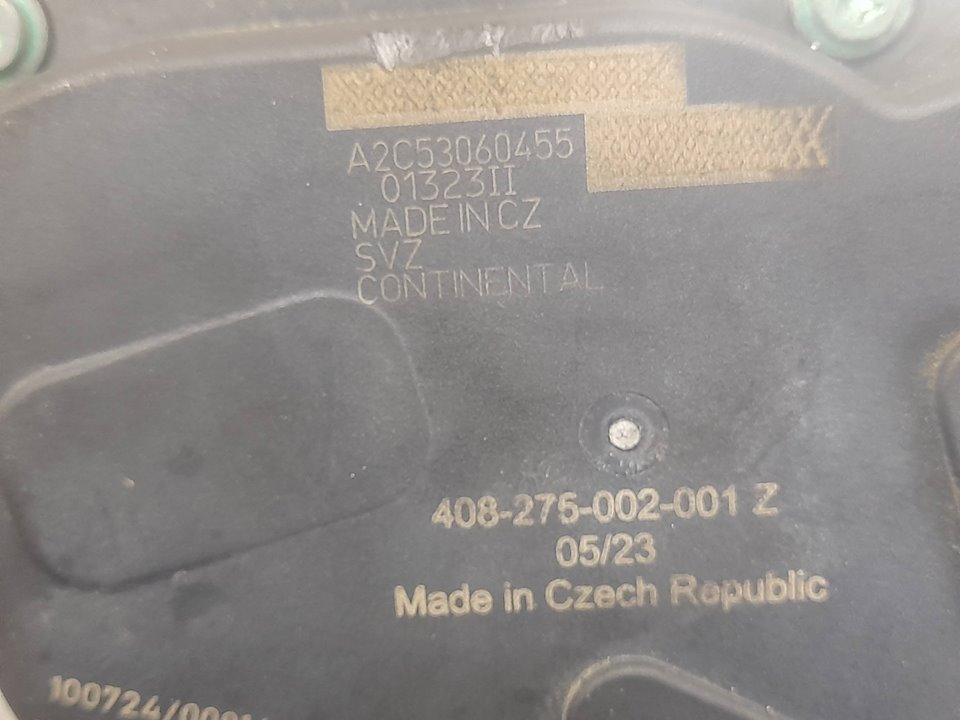 A2C53060455
01323II
MADE IN CZ
SVZ
CONTINENTAL
408-275-002-001 Z
05/23
Made in Czech Republic